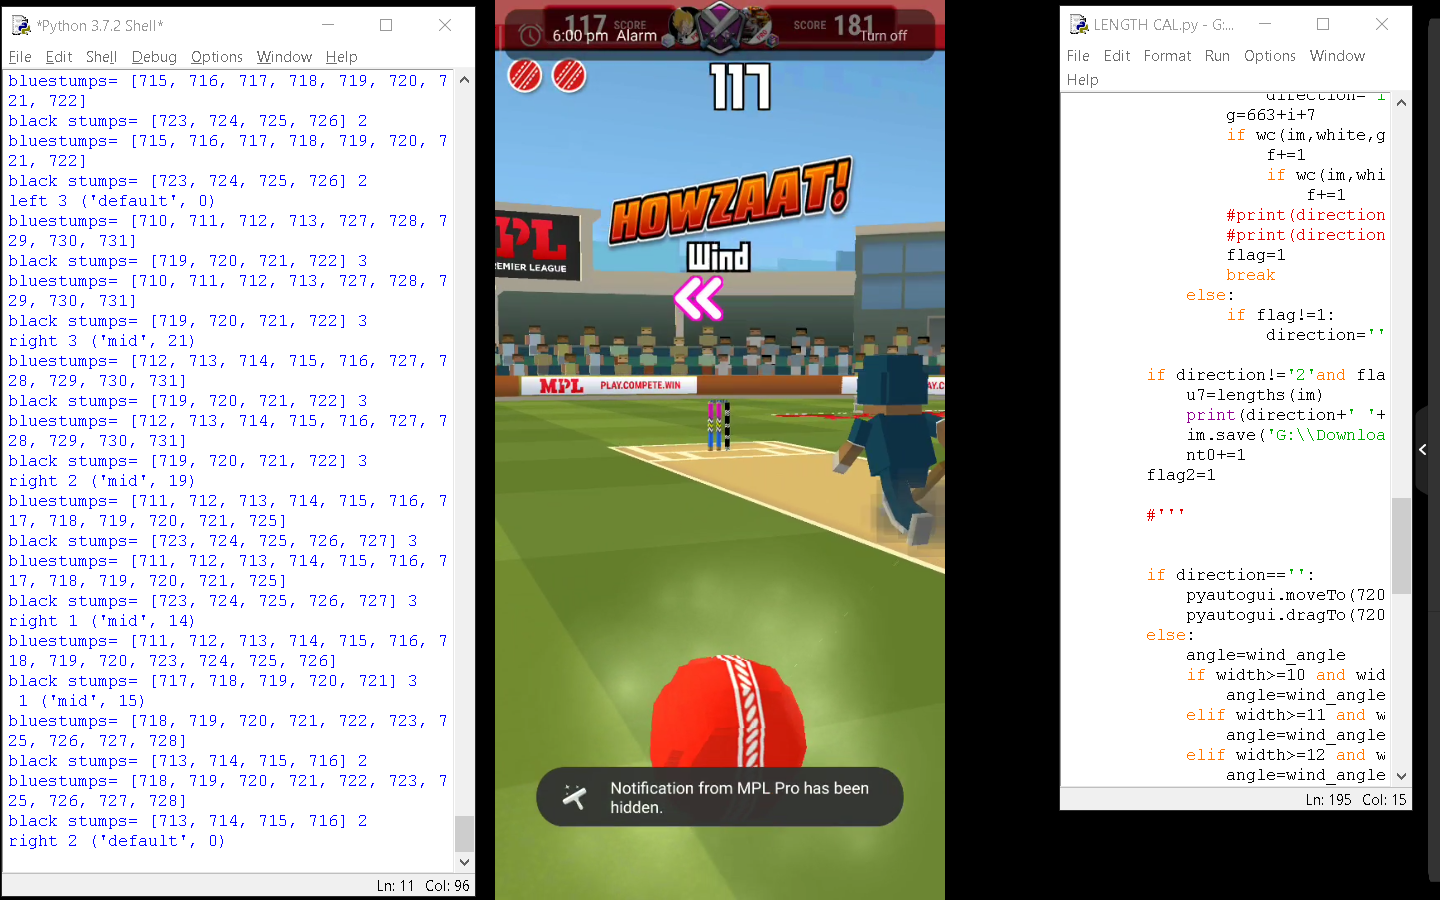 *Python 3.7.2 Shell*
File Edit Shell Debug Options Window Help
bluestumps= [715, 716, 717, 718, 719, 720, 7
21, 722]
black stumps= [723, 724, 725, 726] 2
bluestumps= [715, 716, 717, 718, 719, 720, 7
21, 722]
black stumps= [723, 724, 725, 726] 2
left 3 ('default', 0)
bluestumps= [710, 711, 712, 713, 727, 728, 7
29, 730, 731]
black stumps= [719, 720, 721, 722] 3
bluestumps= [710, 711, 712, 713, 727, 728, 7
29, 730, 731]
black stumps= [719, 720, 721, 722] 3
right 3 ('mid', 21)
bluestumps= [712, 713, 714, 715, 716, 727, 7
28, 729, 730, 731]
black stumps= [719, 720, 721, 722] 3
bluestumps= [712, 713, 714, 715, 716, 727, 7
28, 729, 730, 731]
black stumps= [719, 720, 721, 722] 3
right 2 ('mid', 19)
bluestumps= [711, 712, 713, 714, 715, 716, 7
17, 718, 719, 720, 721, 725]
black stumps= [723, 724, 725, 726, 727] 3
bluestumps= [711, 712, 713, 714, 715, 716, 7
17, 718, 719, 720, 721, 725]
black stumps= [723, 724, 725, 726, 727] 3
right 1 ('mid', 14)
bluestumps= [711, 712, 713, 714, 715, 716, 7
18, 719, 720, 723, 724, 725, 726]
black stumps= [717, 718, 719, 720, 721] 3
1 ('mid', 15)
bluestumps= [718, 719, 720, 721, 722, 723, 7
25, 726, 727, 728]
black stumps= [713, 714, 715, 716] 2
bluestumps= [718, 719, 720, 721, 722, 723, 7
25, 726, 727, 728]
black stumps= [713, 714, 715, 716] 2
right 2 ('default', 0)
Ln: 11 Col: 96
117 SCORE
SCORE 181
6:00 pm Alarm
Turn off
117
HOWZAAT!
Wind
MPL
PREMIER LEAGUE
MPL PLAY.COMPETE.WIN
.COMPETE.W
Notification from MPL Pro has been
hidden.
LENGTH CAL.py - G:...
File Edit Format Run Options Window
Help
direction=
g=663+i+7
if wc(im,white,g
f+=1
if wc(im,whi
f+=1
#print(direction
#print(direction
flag=1
break
else:
if flag!=1:
direction=''
if direction!='2'and fla
u7=lengths(im)
print(direction+' '+
im.save('G:\\Downloa
nt0+=1
flag2=1
#'''
if direction=='':
pyautogui.moveTo(720
pyautogui.dragTo(720
else:
angle=wind_angle
if width>=10 and wid
angle=wind_angle
elif width>=11 and w
angle=wind_angle
elif width>=12 and w
angle=wind_angle
Ln: 195 Col: 15